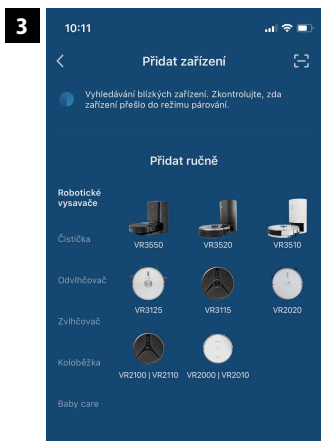 3
10:11
Přidat zařízení
Vyhledávání blízkých zařízení. Zkontrolujte, zda
zařízení přešlo do režimu párování.
Přidat ručně
Robotické
vysavače
Čistička
Odvlhčovač
Zvlhčovač
Koloběžka
Baby care
VR3550
VR3520
VR3510
VR3125
VR3115
VR2020
VR2100 | VR2110
VR2000 | VR2010